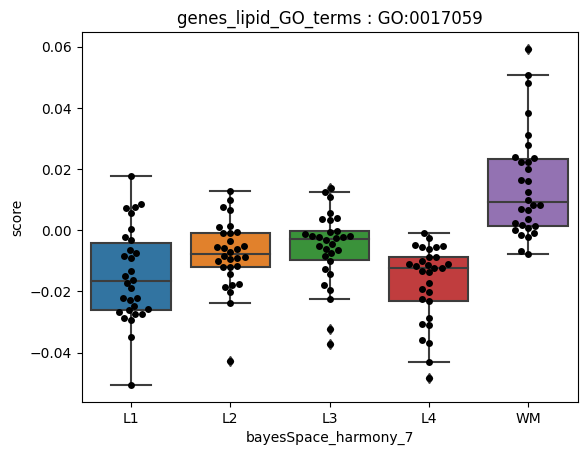 genes_lipid_GO_terms : GO:0017059
0.06
0.04
0.02
0.00
−0.02
−0.04
score
L1 L2 L3 L4 WM
bayesSpace_harmony_7